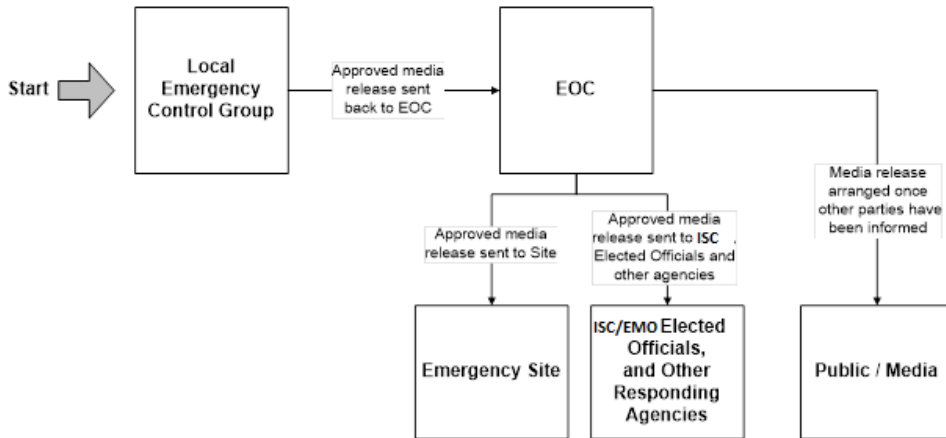 Start
Local
Emergency
Control Group
Approved media
release sent
back to EOC
EOC
Media release
arranged once
other parties have
been informed
Approved media
release sent to Site
Approved media
release sent to ISC ,
Elected Officials and
other agencies
Emergency Site
ISC/EMO Elected
Officials,
and Other
Responding
Agencies
Public / Media